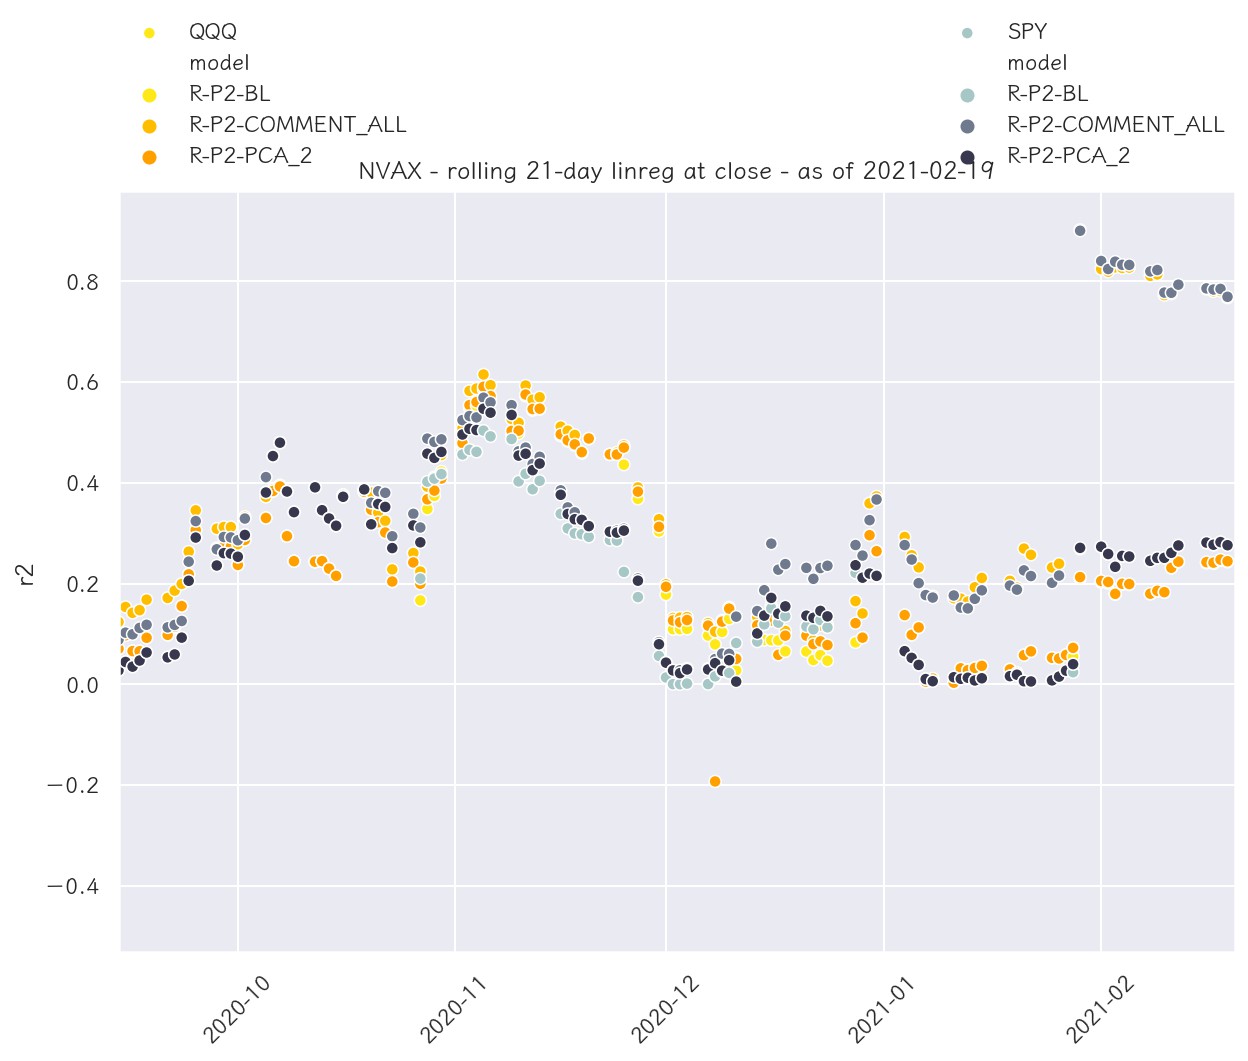 QQQ
model
R-P2-BL
R-P2-COMMENT_ALL
R-P2-PCA_2
SPY
model
R-P2-BL
R-P2-COMMENT_ALL
R-P2-PCA_2
NVAX - rolling 21-day linreg at close - as of 2021-02-19
r2
0.8
0.6
0.4
0.2
0.0
−0.2
−0.4
2020-10
2020-11
2020-12
2021-01
2021-02